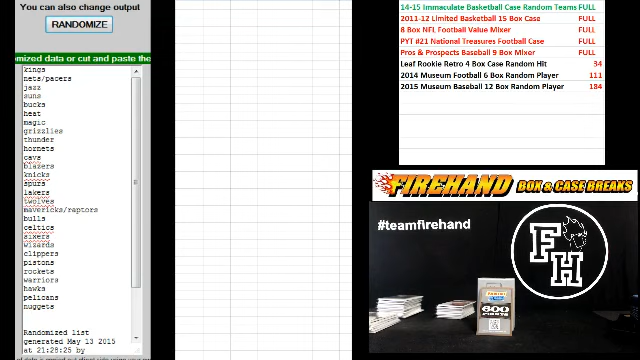 You can also change output
RANDOMIZE
omized data or cut and paste the
kings
nets/pacers
jazz
suns
bucks
heat
magic
grizzlies
thunder
hornets
cavs
blazers
knicks
spurs
lakers
twolves
mavericks/raptors
bulls
celtics
sixers
wizards
clippers
pistons
rockets
warriors
hawks
pelicans
nuggets
Randomized list
generated May 13 2015
at 21:29:25 by
14-15 Immaculate Basketball Case Random Teams FULL
2011-12 Limited Basketball 15 Box Case FULL
8 Box NFL Football Value Mixer FULL
PYT #21 National Treasures Football Case FULL
Pros & Prospects Baseball 9 Box Mixer FULL
Leaf Rookie Retro 4 Box Case Random Hit 34
2014 Museum Football 6 Box Random Player 111
2015 Museum Baseball 12 Box Random Player 184
FIREHAND BOX & CASE BREAKS
#teamfirehand
FH
PANINI
600